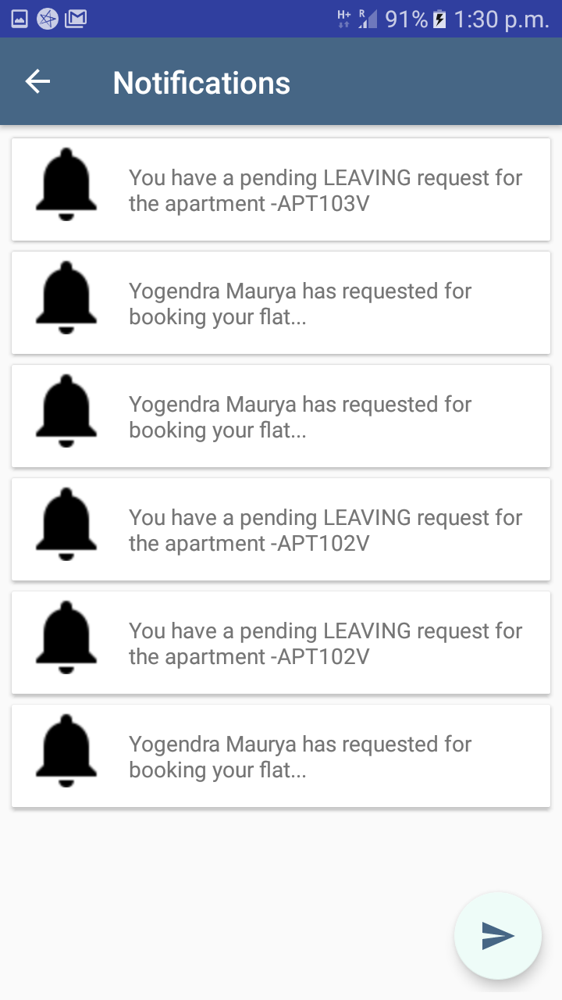 H+ R 91% 1:30 p.m.
Notifications
You have a pending LEAVING request for
the apartment -APT103V
Yogendra Maurya has requested for
booking your flat...
Yogendra Maurya has requested for
booking your flat...
You have a pending LEAVING request for
the apartment -APT102V
You have a pending LEAVING request for
the apartment -APT102V
Yogendra Maurya has requested for
booking your flat...